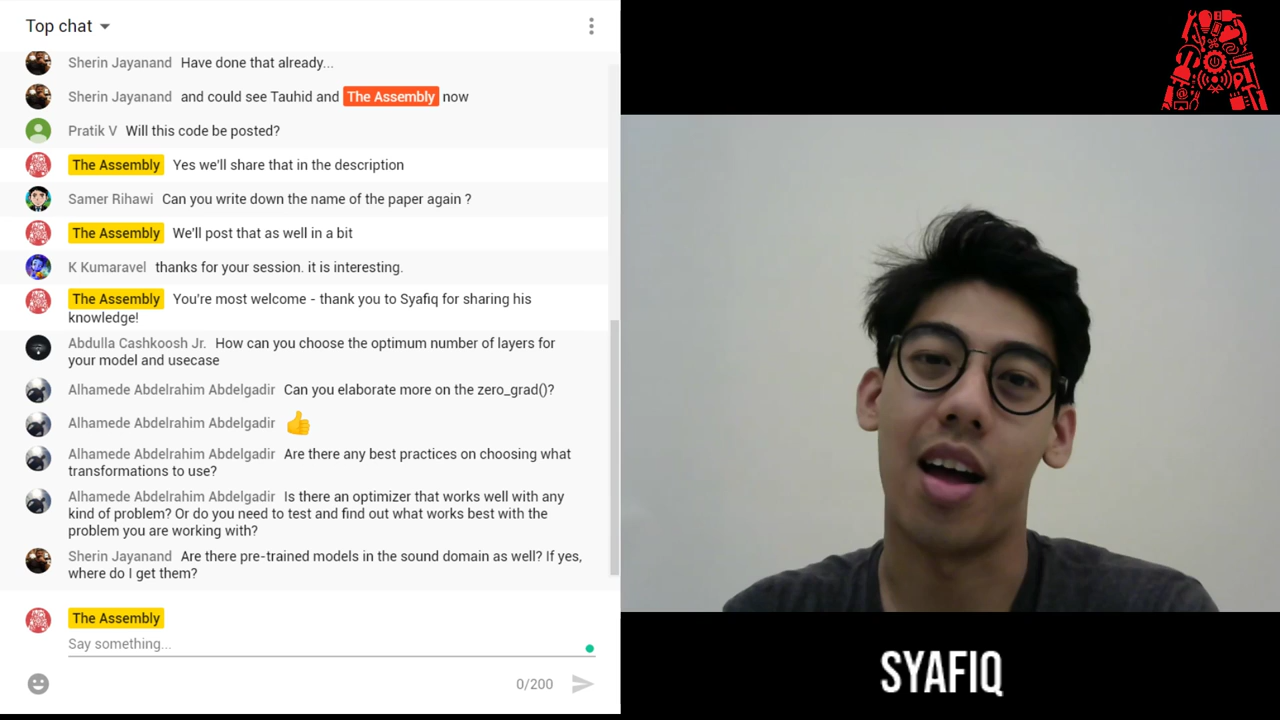 Top chat
Sherin Jayanand Have done that already...
Sherin Jayanand and could see Tauhid and The Assembly now
Pratik V Will this code be posted?
The Assembly Yes we'll share that in the description
Samer Rihawi Can you write down the name of the paper again ?
The Assembly We'll post that as well in a bit
K Kumaravel thanks for your session. it is interesting.
The Assembly You're most welcome - thank you to Syafiq for sharing his
knowledge!
Abdulla Cashkoosh Jr. How can you choose the optimum number of layers for
your model and usecase
Alhamede Abdelrahim Abdelgadir Can you elaborate more on the zero_grad()?
Alhamede Abdelrahim Abdelgadir 👍
Alhamede Abdelrahim Abdelgadir Are there any best practices on choosing what
transformations to use?
Alhamede Abdelrahim Abdelgadir Is there an optimizer that works well with any
kind of problem? Or do you need to test and find out what works best with the
problem you are working with?
Sherin Jayanand Are there pre-trained models in the sound domain as well? If yes,
where do I get them?
The Assembly
Say something...
0/200
SYAFIQ